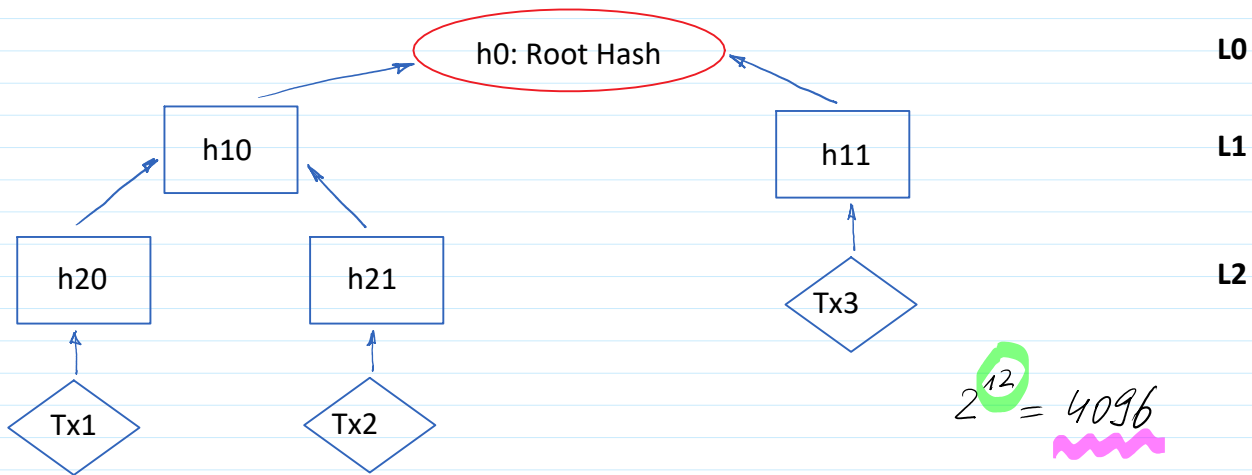 h0: Root Hash L0
h10 h11 L1
h20 h21 L2
Tx3
2^12 = 4096
Tx1 Tx2